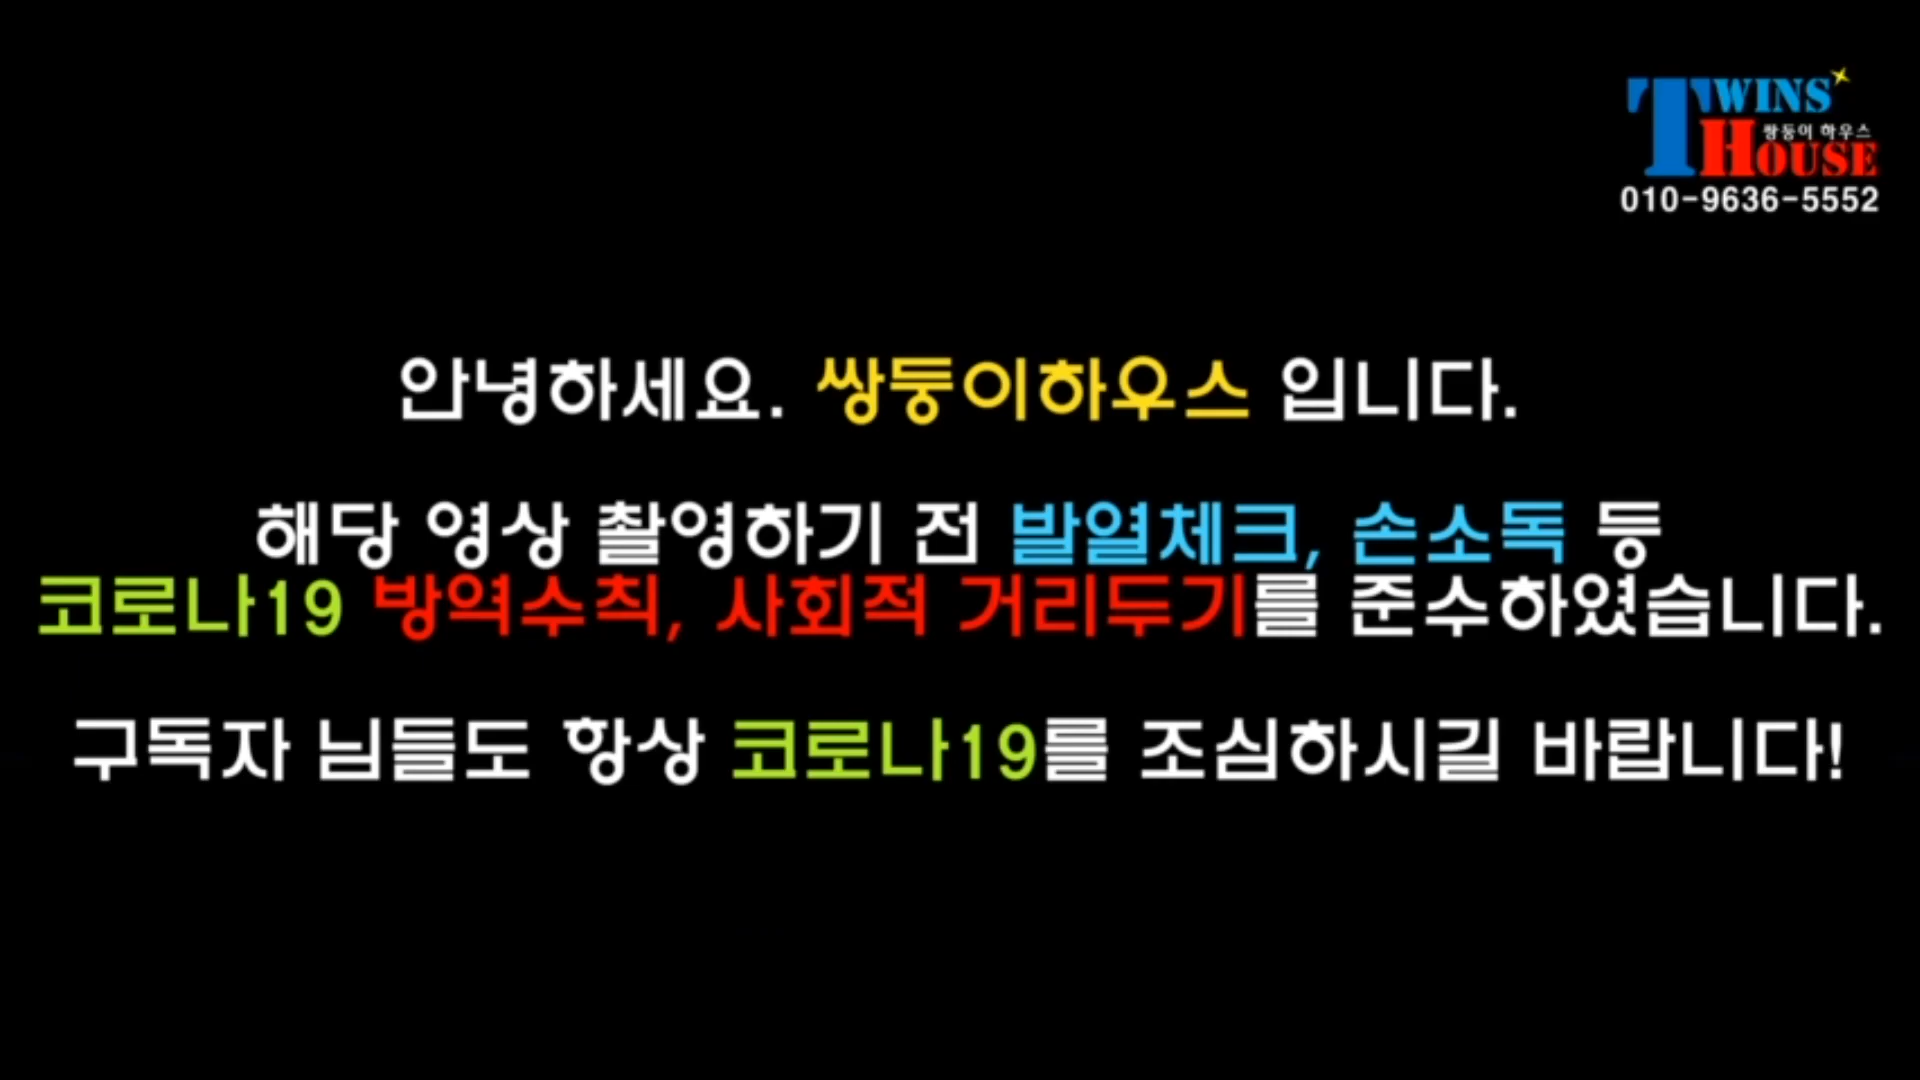 TWINS
쌍둥이 하우스
HOUSE
010-9636-5552
안녕하세요. 쌍둥이하우스 입니다.
해당 영상 촬영하기 전 발열체크, 손소독 등
코로나19 방역수칙, 사회적 거리두기를 준수하였습니다.
구독자 님들도 항상 코로나19를 조심하시길 바랍니다!